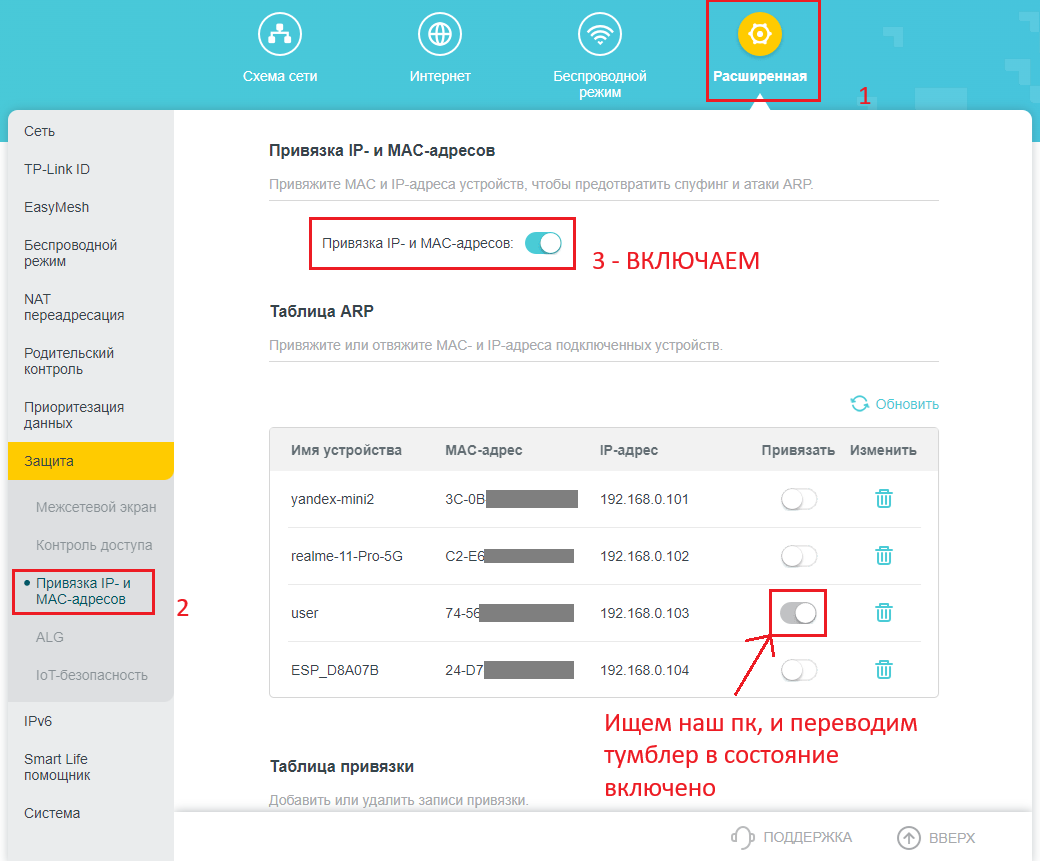 Схема сети
Интернет
Беспроводной
режим
Расширенная
1
Сеть
TP-Link ID
EasyMesh
Беспроводной
режим
NAT
переадресация
Родительский
контроль
Приоритезация
данных
Защита
Межсетевой экран
Контроль доступа
Привязка IP- и
MAC-адресов
2
ALG
IoT-безопасность
IPv6
Smart Life
помощник
Система
Привязка IP- и MAC-адресов
Привяжите MAC и IP-адреса устройств, чтобы предотвратить спуфинг и атаки ARP.
Привязка IP- и MAC-адресов:
3 - ВКЛЮЧАЕМ
Таблица ARP
Привяжите или отвяжите MAC- и IP-адреса подключенных устройств.
Обновить
Имя устройства MAC-адрес IP-адрес Привязать Изменить
yandex-mini2 3C-0B 192.168.0.101
realme-11-Pro-5G C2-E6 192.168.0.102
user 74-56 192.168.0.103
ESP_D8A07B 24-D7 192.168.0.104
Ищем наш пк, и переводим
тумблер в состояние
включено
Таблица привязки
Добавить или удалить записи привязки.
ПОДДЕРЖКА
ВВЕРХ